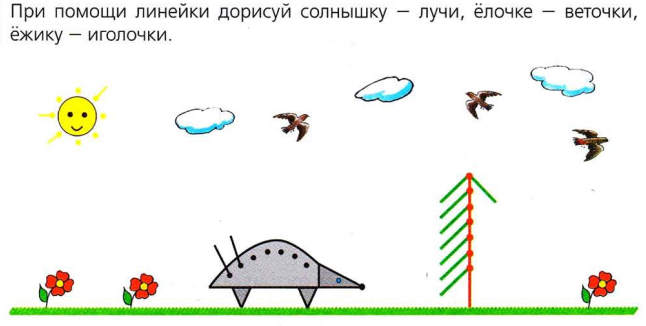 При помощи линейки дорисуй солнышку – лучи, ёлочке – веточки,
ёжику – иголочки.